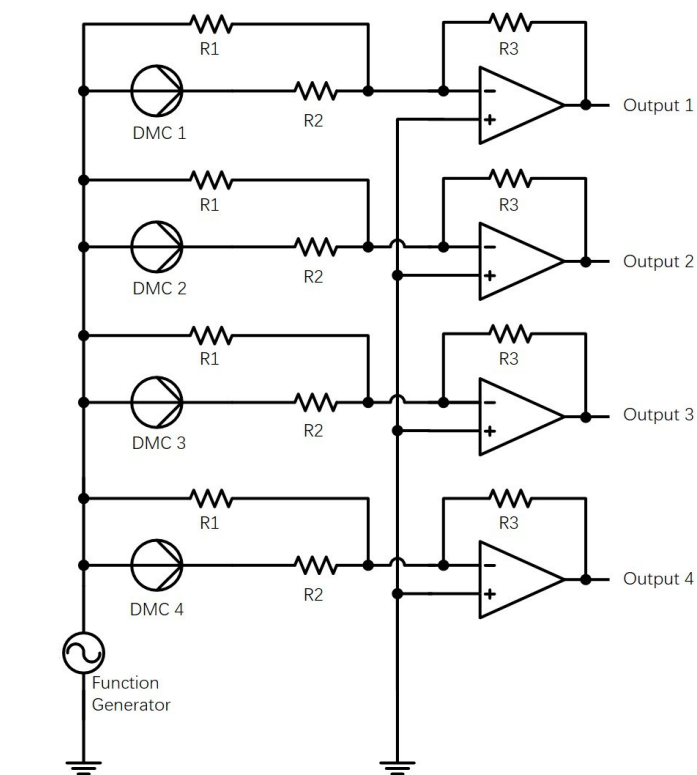 R1
R3
Output 1
DMC 1
R2
R1
R3
Output 2
DMC 2
R2
R1
R3
Output 3
DMC 3
R2
R1
R3
Output 4
DMC 4
R2
Function
Generator